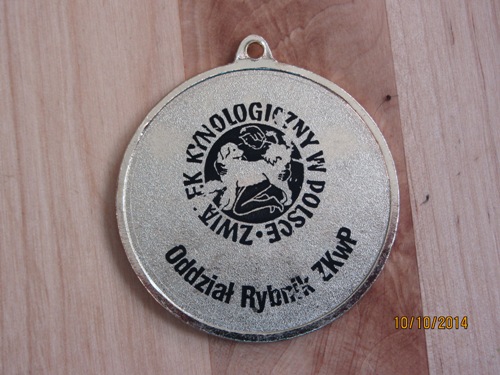 ZWIĄZEK KYNOLOGICZNY W POLSCE •
Oddział Rybnik ZKwP
10/10/2014